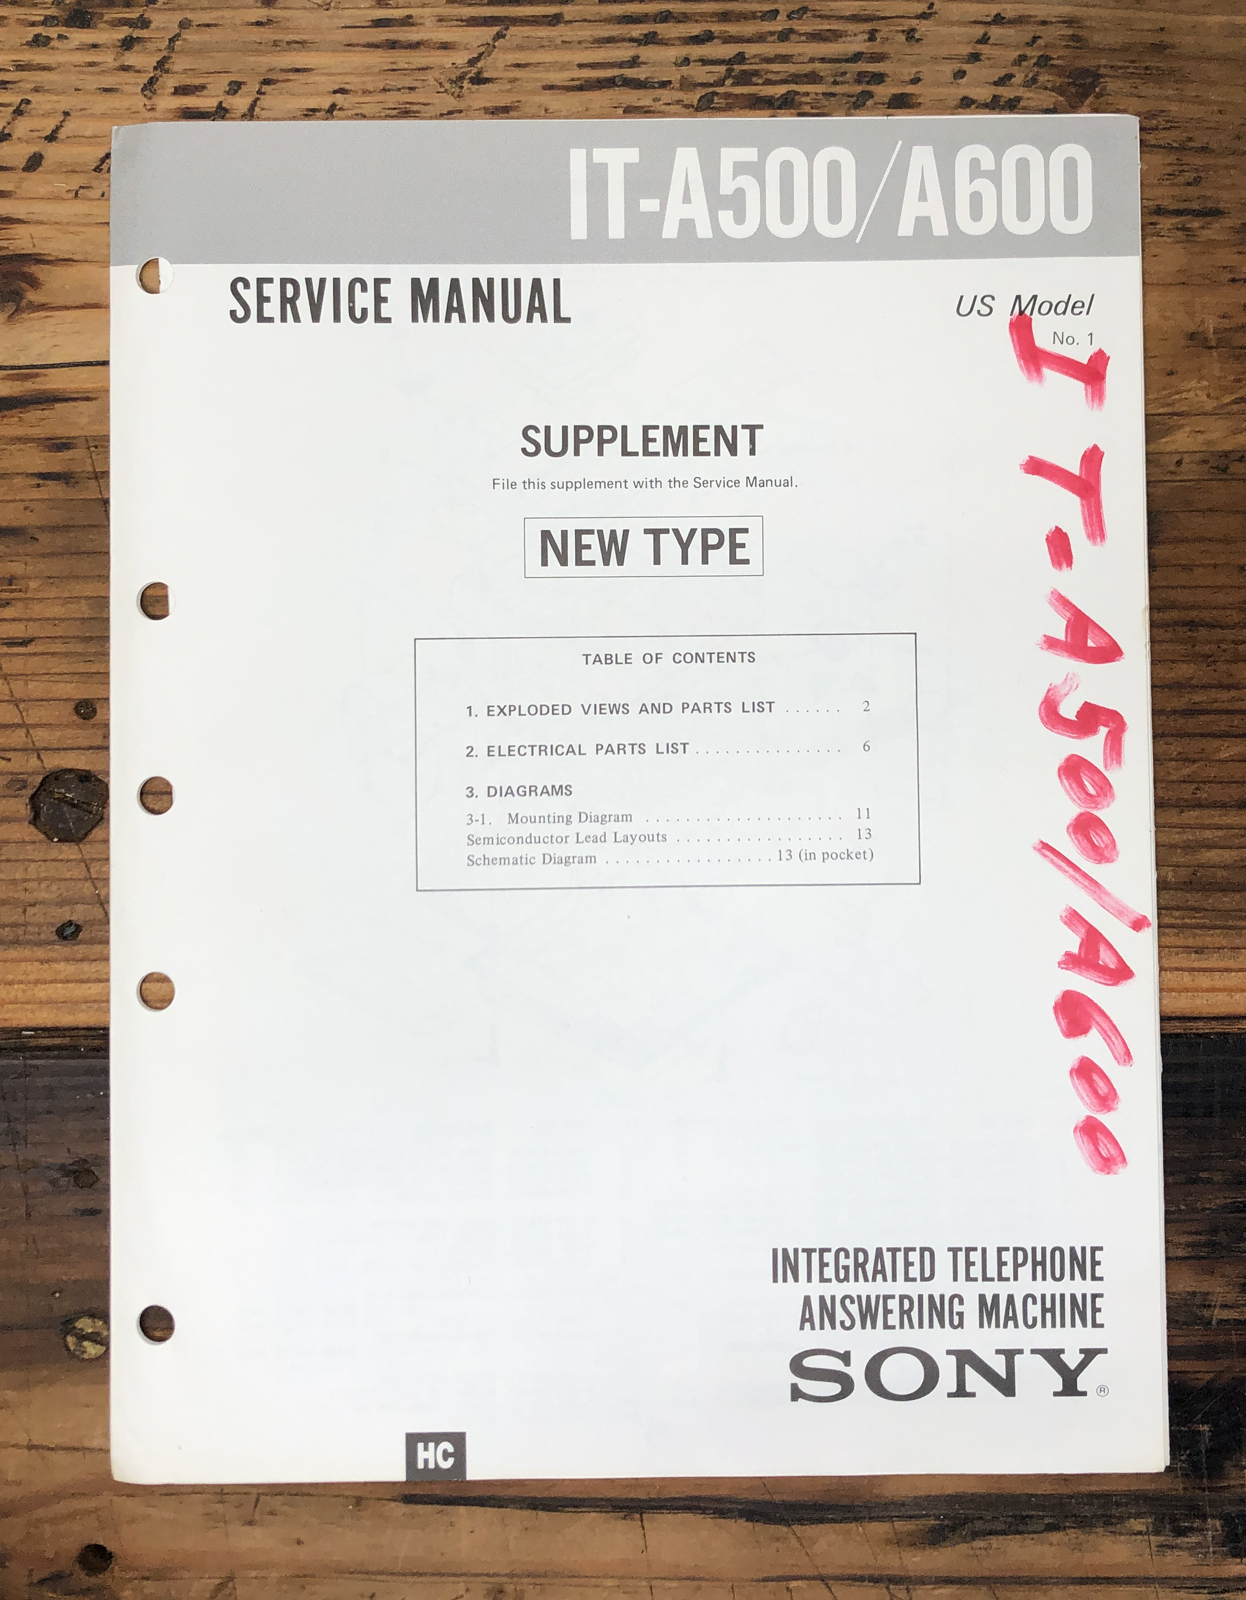 IT-A500/A600
SERVICE MANUAL
US Model
No. 1
SUPPLEMENT
File this supplement with the Service Manual.
NEW TYPE
TABLE OF CONTENTS
1. EXPLODED VIEWS AND PARTS LIST ...... 2
2. ELECTRICAL PARTS LIST ............... 6
3. DIAGRAMS
3-1. Mounting Diagram .................... 11
Semiconductor Lead Layouts ................. 13
Schematic Diagram ................. 13 (in pocket)
IT-A500/A600
INTEGRATED TELEPHONE
ANSWERING MACHINE
SONY®
HC